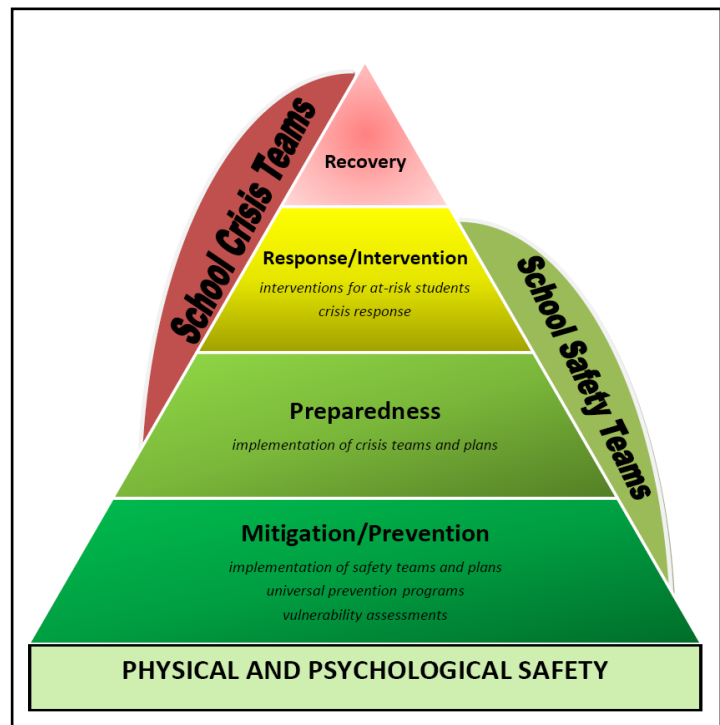 School Crisis Teams
Recovery
Response/Intervention
interventions for at-risk students
crisis response
School Safety Teams
Preparedness
implementation of crisis teams and plans
Mitigation/Prevention
implementation of safety teams and plans
universal prevention programs
vulnerability assessments
PHYSICAL AND PSYCHOLOGICAL SAFETY